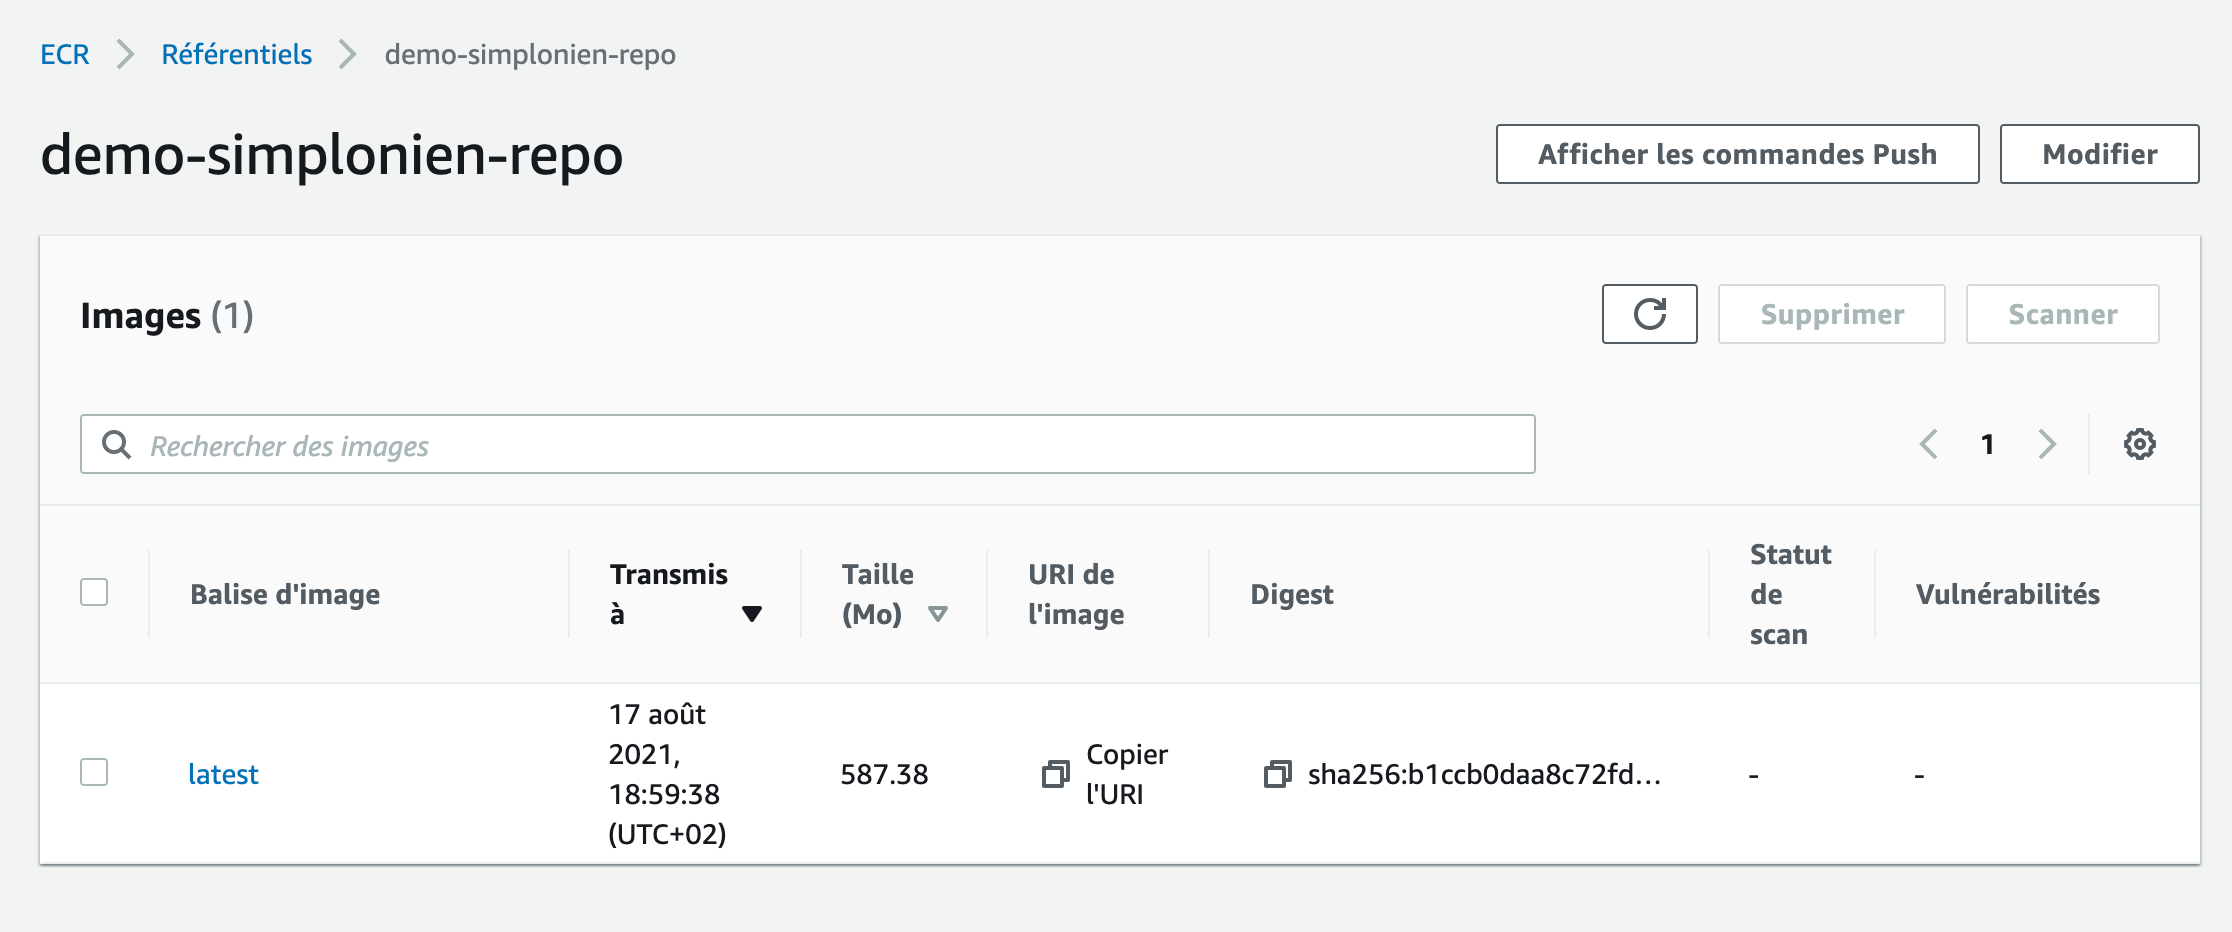 ECR Référentiels demo-simplonien-repo
demo-simplonien-repo
Afficher les commandes Push
Modifier
Images (1)
Supprimer
Scanner
Rechercher des images
1
Balise d'image
Transmis
à
Taille
(Mo)
URI de
l'image
Digest
Statut
de
scan
Vulnérabilités
latest
17 août
2021,
18:59:38
(UTC+02)
587.38
Copier
l'URI
sha256:b1ccb0daa8c72fd...
-
-